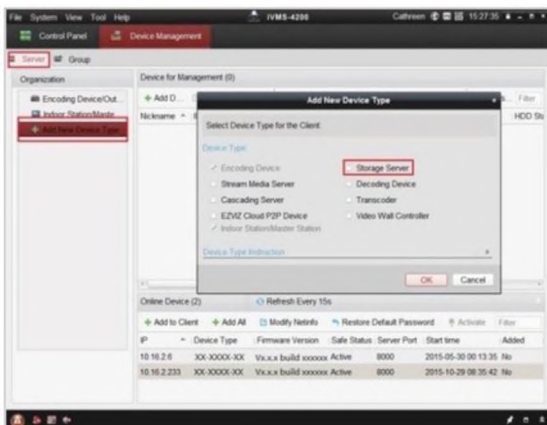 File System View Tool Help
iVMS-4200
Cathreen 15:27:35
Control Panel Device Management
Server Group
Organization
Device for Management (0)
Encoding Device/Out...
Indoor Station/Master
Add New Device Type
Add D...
Filter
Nickname
HDD Sta
Add New Device Type
Select Device Type for the Client:
Device Type:
Encoding Device Storage Server
Stream Media Server Decoding Device
Cascading Server Transcoder
EZVIZ Cloud P2P Device Video Wall Controller
Indoor Station/Master Station
Device Type Instruction
OK Cancel
Online Device (2) Refresh Every 15s
Add to Client Add All Modify Netinfo Restore Default Password Activate Filter
IP Device Type Firmware Version Safe Status Server Port Start time Added
10.16.2.6 XX-XXXX-XX Vx.x.x build xxxxxx Active 8000 2015-05-30 00:13:35 No
10.16.2.233 XX-XXXX-XX Vx.x.x build xxxxxx Active 8000 2015-10-29 08:35:42 No